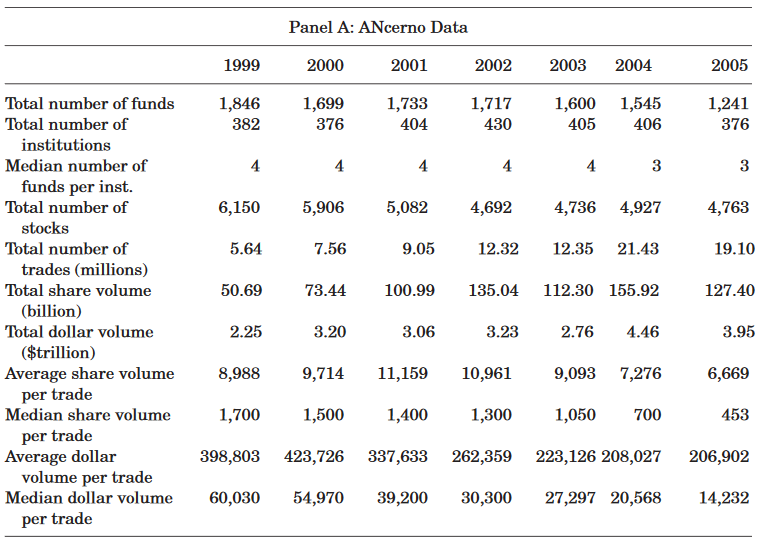 Panel A: ANcerno Data
1999 2000 2001 2002 2003 2004 2005
Total number of funds 1,846 1,699 1,733 1,717 1,600 1,545 1,241
Total number of 382 376 404 430 405 406 376
institutions
Median number of 4 4 4 4 4 3 3
funds per inst.
Total number of 6,150 5,906 5,082 4,692 4,736 4,927 4,763
stocks
Total number of 5.64 7.56 9.05 12.32 12.35 21.43 19.10
trades (millions)
Total share volume 50.69 73.44 100.99 135.04 112.30 155.92 127.40
(billion)
Total dollar volume 2.25 3.20 3.06 3.23 2.76 4.46 3.95
($trillion)
Average share volume 8,988 9,714 11,159 10,961 9,093 7,276 6,669
per trade
Median share volume 1,700 1,500 1,400 1,300 1,050 700 453
per trade
Average dollar 398,803 423,726 337,633 262,359 223,126 208,027 206,902
volume per trade
Median dollar volume 60,030 54,970 39,200 30,300 27,297 20,568 14,232
per trade